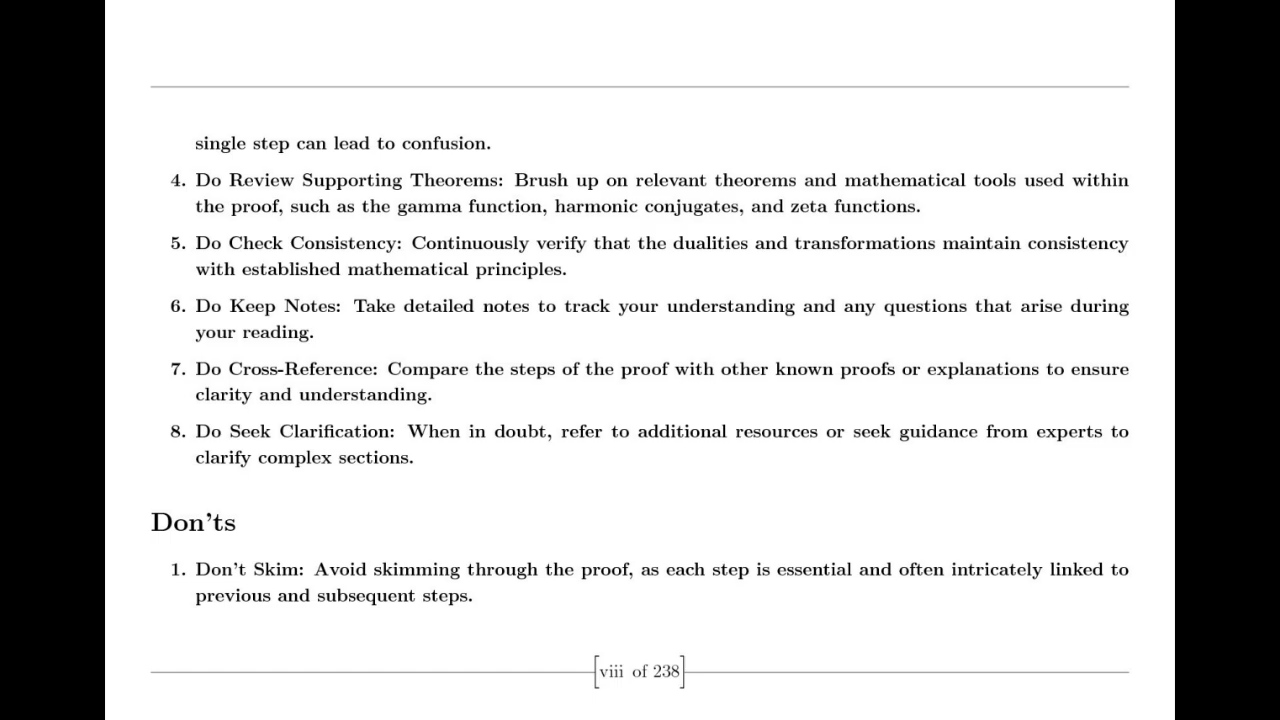 single step can lead to confusion.
4. Do Review Supporting Theorems: Brush up on relevant theorems and mathematical tools used within
the proof, such as the gamma function, harmonic conjugates, and zeta functions.
5. Do Check Consistency: Continuously verify that the dualities and transformations maintain consistency
with established mathematical principles.
6. Do Keep Notes: Take detailed notes to track your understanding and any questions that arise during
your reading.
7. Do Cross-Reference: Compare the steps of the proof with other known proofs or explanations to ensure
clarity and understanding.
8. Do Seek Clarification: When in doubt, refer to additional resources or seek guidance from experts to
clarify complex sections.
Don'ts
1. Don't Skim: Avoid skimming through the proof, as each step is essential and often intricately linked to
previous and subsequent steps.
[viii of 238]